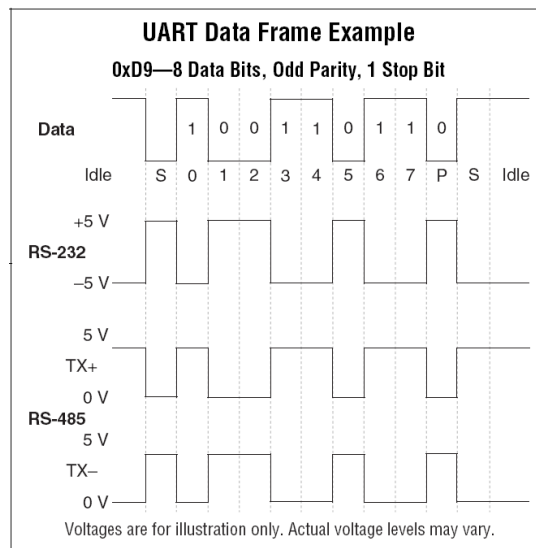 UART Data Frame Example
0xD9—8 Data Bits, Odd Parity, 1 Stop Bit
Data 1 0 0 1 1 0 1 1 0
Idle S 0 1 2 3 4 5 6 7 P S Idle
+5 V
RS-232
–5 V
5 V
TX+
0 V
RS-485
5 V
TX–
0 V
Voltages are for illustration only. Actual voltage levels may vary.